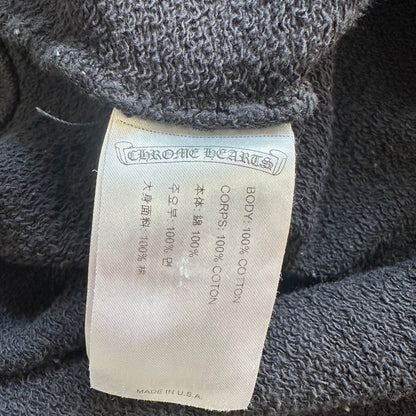 CHROME HEARTS
BODY: 100% COTTON
CORPS: 100% COTON
本体: 綿 100%
주요부: 100% 면
大身面料: 100% 棉
MADE IN U.S.A.